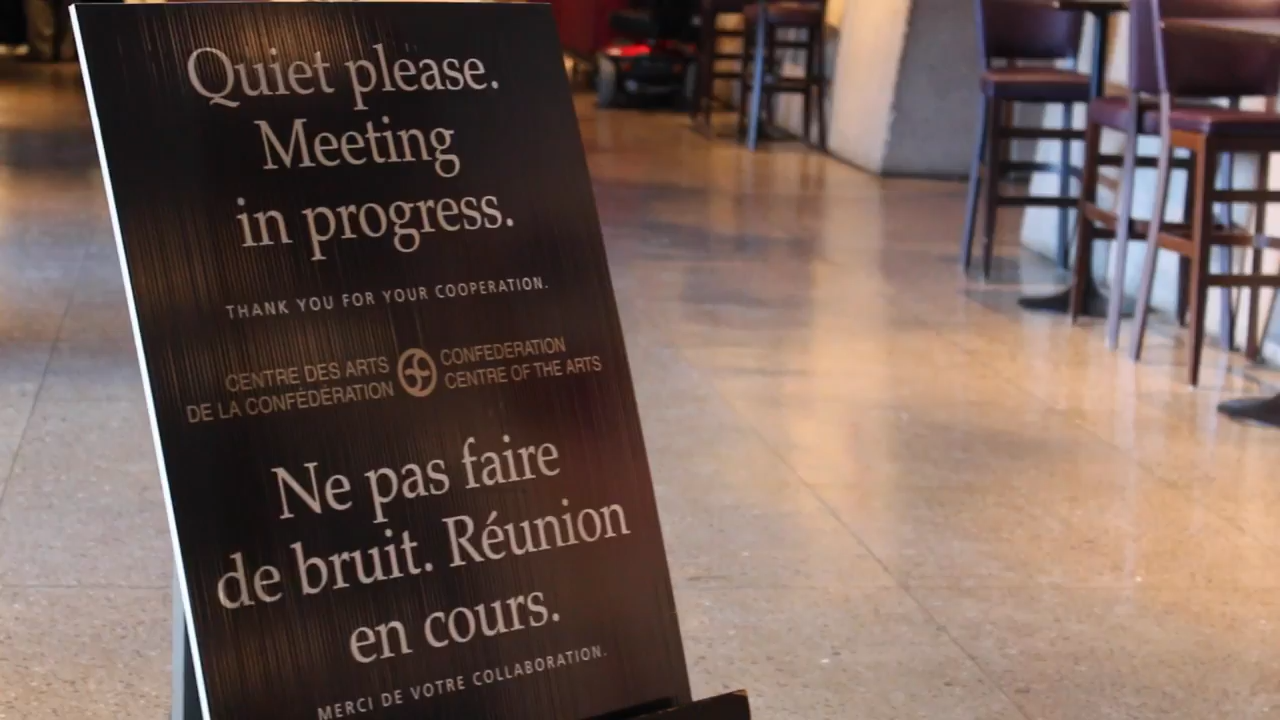 Quiet please.
Meeting
in progress.
THANK YOU FOR YOUR COOPERATION.
CENTRE DES ARTS
DE LA CONFÉDÉRATION
CONFEDERATION
CENTRE OF THE ARTS
Ne pas faire
de bruit. Réunion
en cours.
MERCI DE VOTRE COLLABORATION.